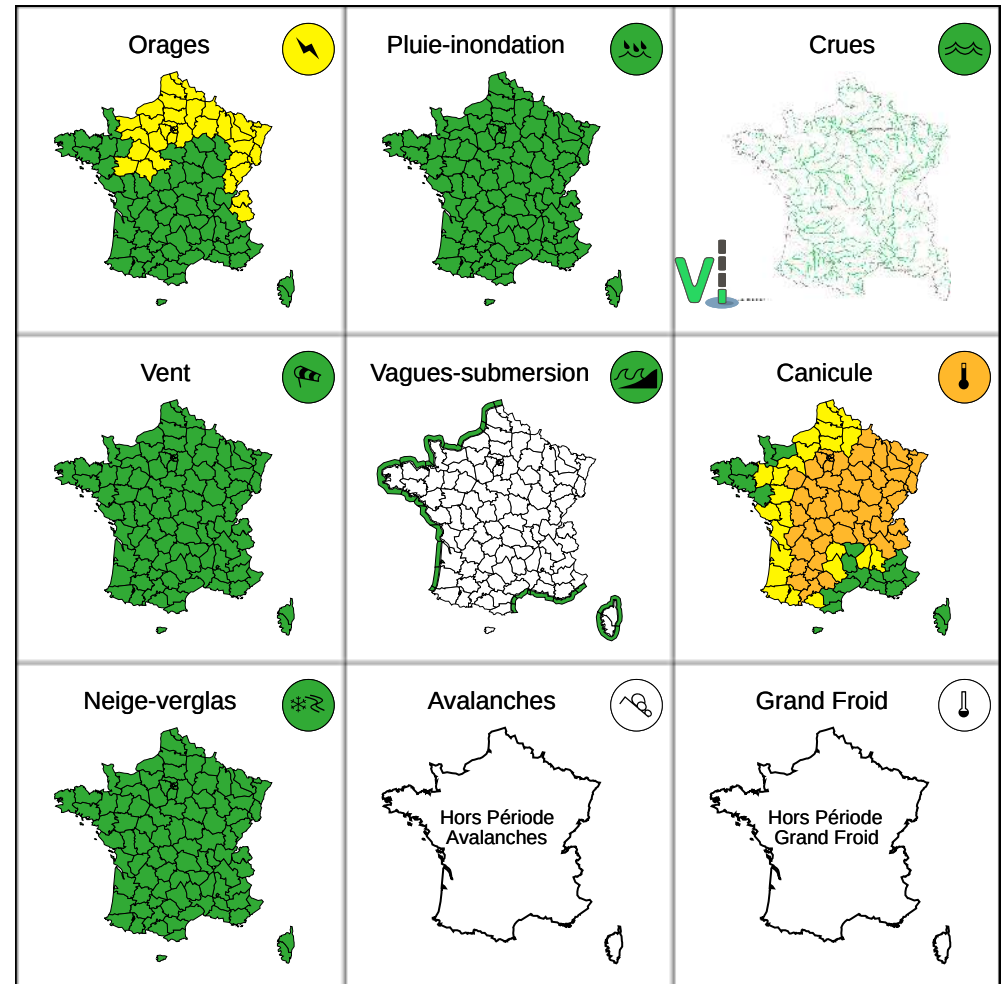 Orages
Pluie-inondation
Crues
Vi
Vent
Vagues-submersion
Canicule
Neige-verglas
Avalanches
Grand Froid
Hors Période
Avalanches
Hors Période
Grand Froid